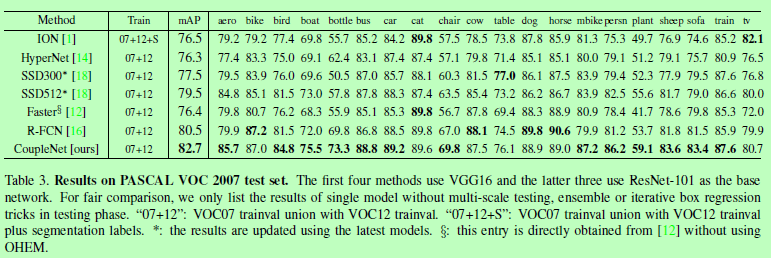 Method Train mAP aero bike bird boat bottle bus car cat chair cow table dog horse mbike persn plant sheep sofa train tv
ION [1] 07+12+S 76.5 79.2 79.2 77.4 69.8 55.7 85.2 84.2 89.8 57.5 78.5 73.8 87.8 85.9 81.3 75.3 49.7 76.9 74.6 85.2 82.1
HyperNet [14] 07+12 76.3 77.4 83.3 75.0 69.1 62.4 83.1 87.4 87.4 57.1 79.8 71.4 85.1 85.1 80.0 79.1 51.2 79.1 75.7 80.9 76.5
SSD300* [18] 07+12 77.5 79.5 83.9 76.0 69.6 50.5 87.0 85.7 88.1 60.3 81.5 77.0 86.1 87.5 83.9 79.4 52.3 77.9 79.5 87.6 76.8
SSD512* [18] 07+12 79.5 84.8 85.1 81.5 73.0 57.8 87.8 88.3 87.4 63.5 85.4 73.2 86.2 86.7 83.9 82.5 55.6 81.7 79.0 86.6 80.0
Faster§ [12] 07+12 76.4 79.8 80.7 76.2 68.3 55.9 85.1 85.3 89.8 56.7 87.8 69.4 88.3 88.9 80.9 78.4 41.7 78.6 79.8 85.3 72.0
R-FCN [16] 07+12 80.5 79.9 87.2 81.5 72.0 69.8 86.8 88.5 89.8 67.0 88.1 74.5 89.8 90.6 79.9 81.2 53.7 81.8 81.5 85.9 79.9
CoupleNet [ours] 07+12 82.7 85.7 87.0 84.8 75.5 73.3 88.8 89.2 89.6 69.8 87.5 76.1 88.9 89.0 87.2 86.2 59.1 83.6 83.4 87.6 80.7
Table 3. Results on PASCAL VOC 2007 test set. The first four methods use VGG16 and the latter three use ResNet-101 as the base
network. For fair comparison, we only list the results of single model without multi-scale testing, ensemble or iterative box regression
tricks in testing phase. “07+12”: VOC07 trainval union with VOC12 trainval. “07+12+S”: VOC07 trainval union with VOC12 trainval
plus segmentation labels. *: the results are updated using the latest models. §: this entry is directly obtained from [12] without using
OHEM.